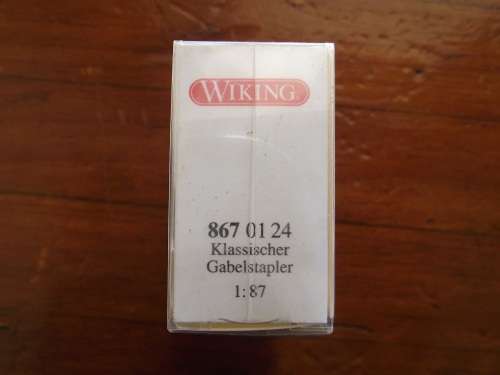 WIKING
867 01 24
Klassischer
Gabelstapler
1:87